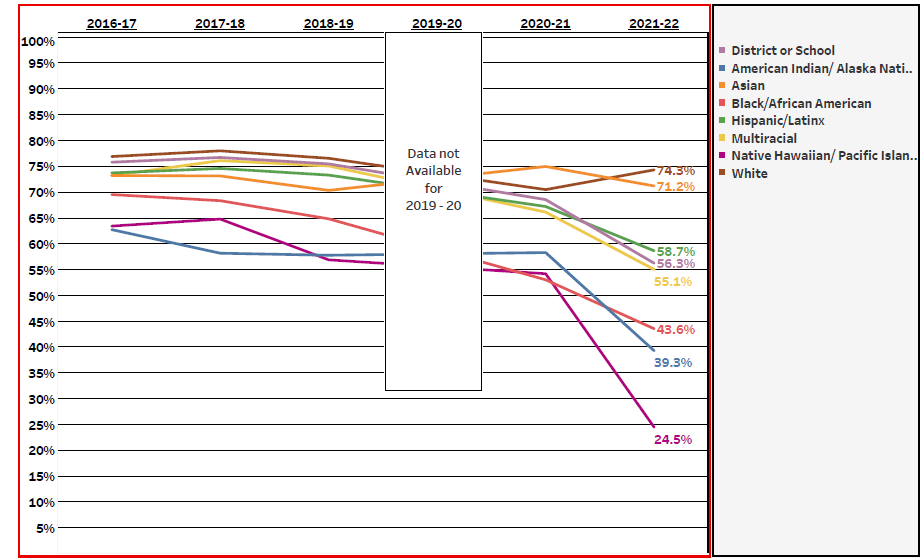 2016-17 2017-18 2018-19 2019-20 2020-21 2021-22
100%
95%
90%
85%
80%
75%
70%
65%
60%
55%
50%
45%
40%
35%
30%
25%
20%
15%
10%
5%
Data not
Available
for
2019 - 20
74.3%
71.2%
58.7%
56.3%
55.1%
43.6%
39.3%
24.5%
District or School
American Indian/ Alaska Nati..
Asian
Black/African American
Hispanic/Latinx
Multiracial
Native Hawaiian/ Pacific Islan..
White